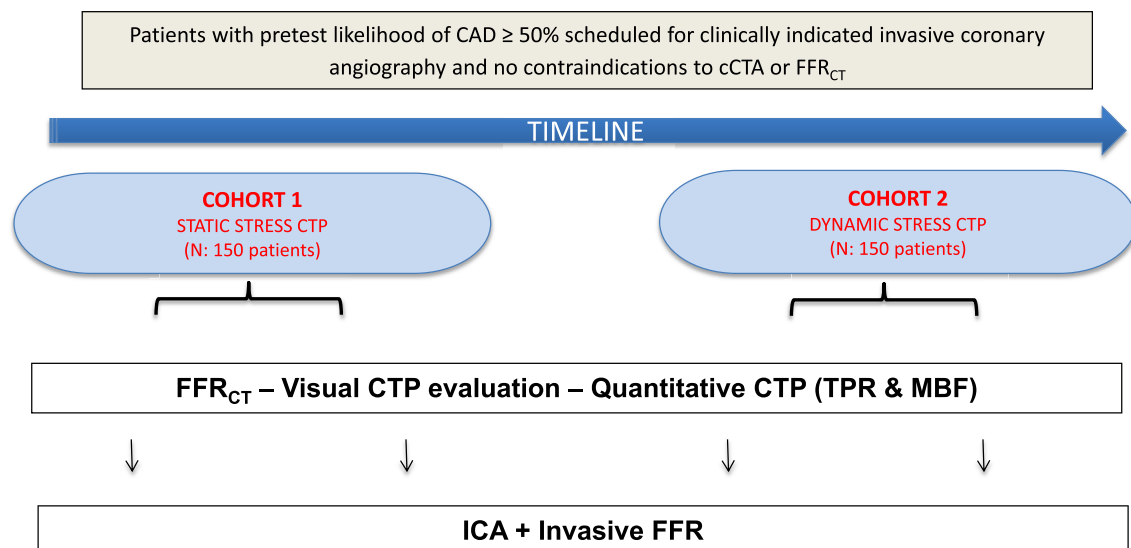 Patients with pretest likelihood of CAD ≥ 50% scheduled for clinically indicated invasive coronary
angiography and no contraindications to cCTA or FFRCT
TIMELINE
COHORT 1
STATIC STRESS CTP
(N: 150 patients)
COHORT 2
DYNAMIC STRESS CTP
(N: 150 patients)
FFRCT – Visual CTP evaluation – Quantitative CTP (TPR & MBF)
ICA + Invasive FFR